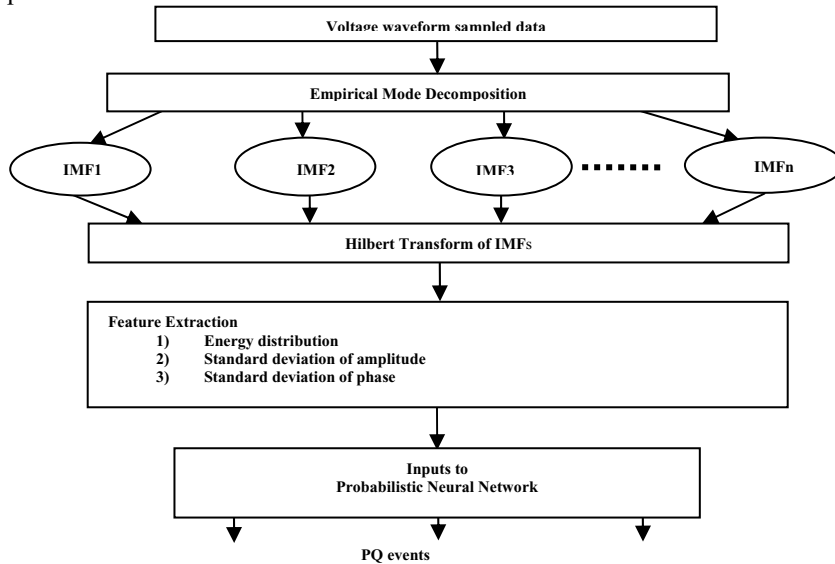 Voltage waveform sampled data
Empirical Mode Decomposition
IMF1 IMF2 IMF3 IMFn
Hilbert Transform of IMFs
Feature Extraction
1) Energy distribution
2) Standard deviation of amplitude
3) Standard deviation of phase
Inputs to
Probabilistic Neural Network
PQ events